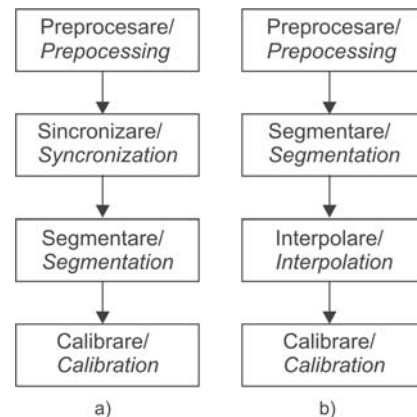 Preprocesare/
Prepocessing
Sincronizare/
Syncronization
Segmentare/
Segmentation
Calibrare/
Calibration
a)
Preprocesare/
Prepocessing
Segmentare/
Segmentation
Interpolare/
Interpolation
Calibrare/
Calibration
b)